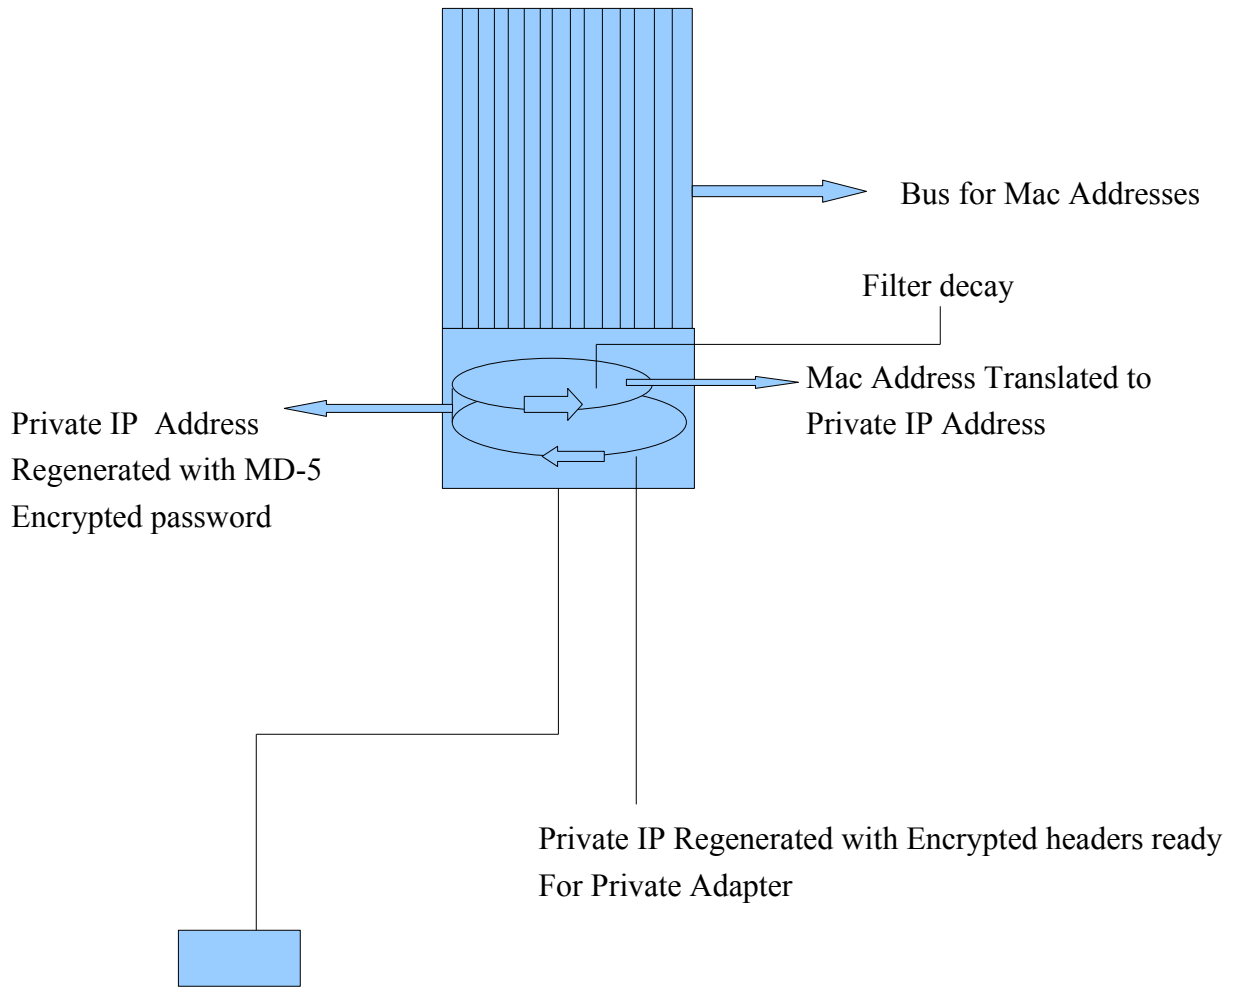 Bus for Mac Addresses
Filter decay
Mac Address Translated to
Private IP Address
Private IP  Address
Regenerated with MD-5
Encrypted password
Private IP Regenerated with Encrypted headers ready
For Private Adapter